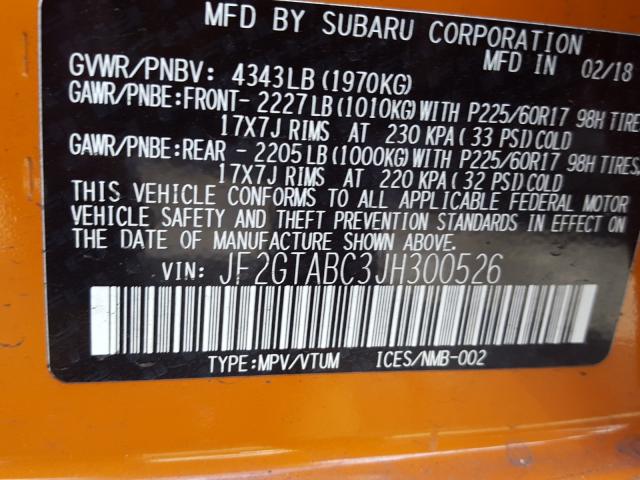 MFD BY SUBARU CORPORATION
MFD IN 02/18
GVWR/PNBV: 4343LB (1970KG)
GAWR/PNBE:FRONT- 2227LB(1010KG)WITH P225/60R17 98H TIRE
17X7J RIMS AT 230 KPA(33 PSI)COLD
GAWR/PNBE:REAR - 2205LB(1000KG)WITH P225/60R17 98H TIRES,
17X7J RIMS AT 220 KPA(32 PSI)COLD
THIS VEHICLE CONFORMS TO ALL APPLICABLE FEDERAL MOTOR
VEHICLE SAFETY AND THEFT PREVENTION STANDARDS IN EFFECT ON
THE DATE OF MANUFACTURE SHOWN ABOVE.
VIN: JF2GTABC3JH300526
TYPE:MPV/VTUM ICES/NMB-002